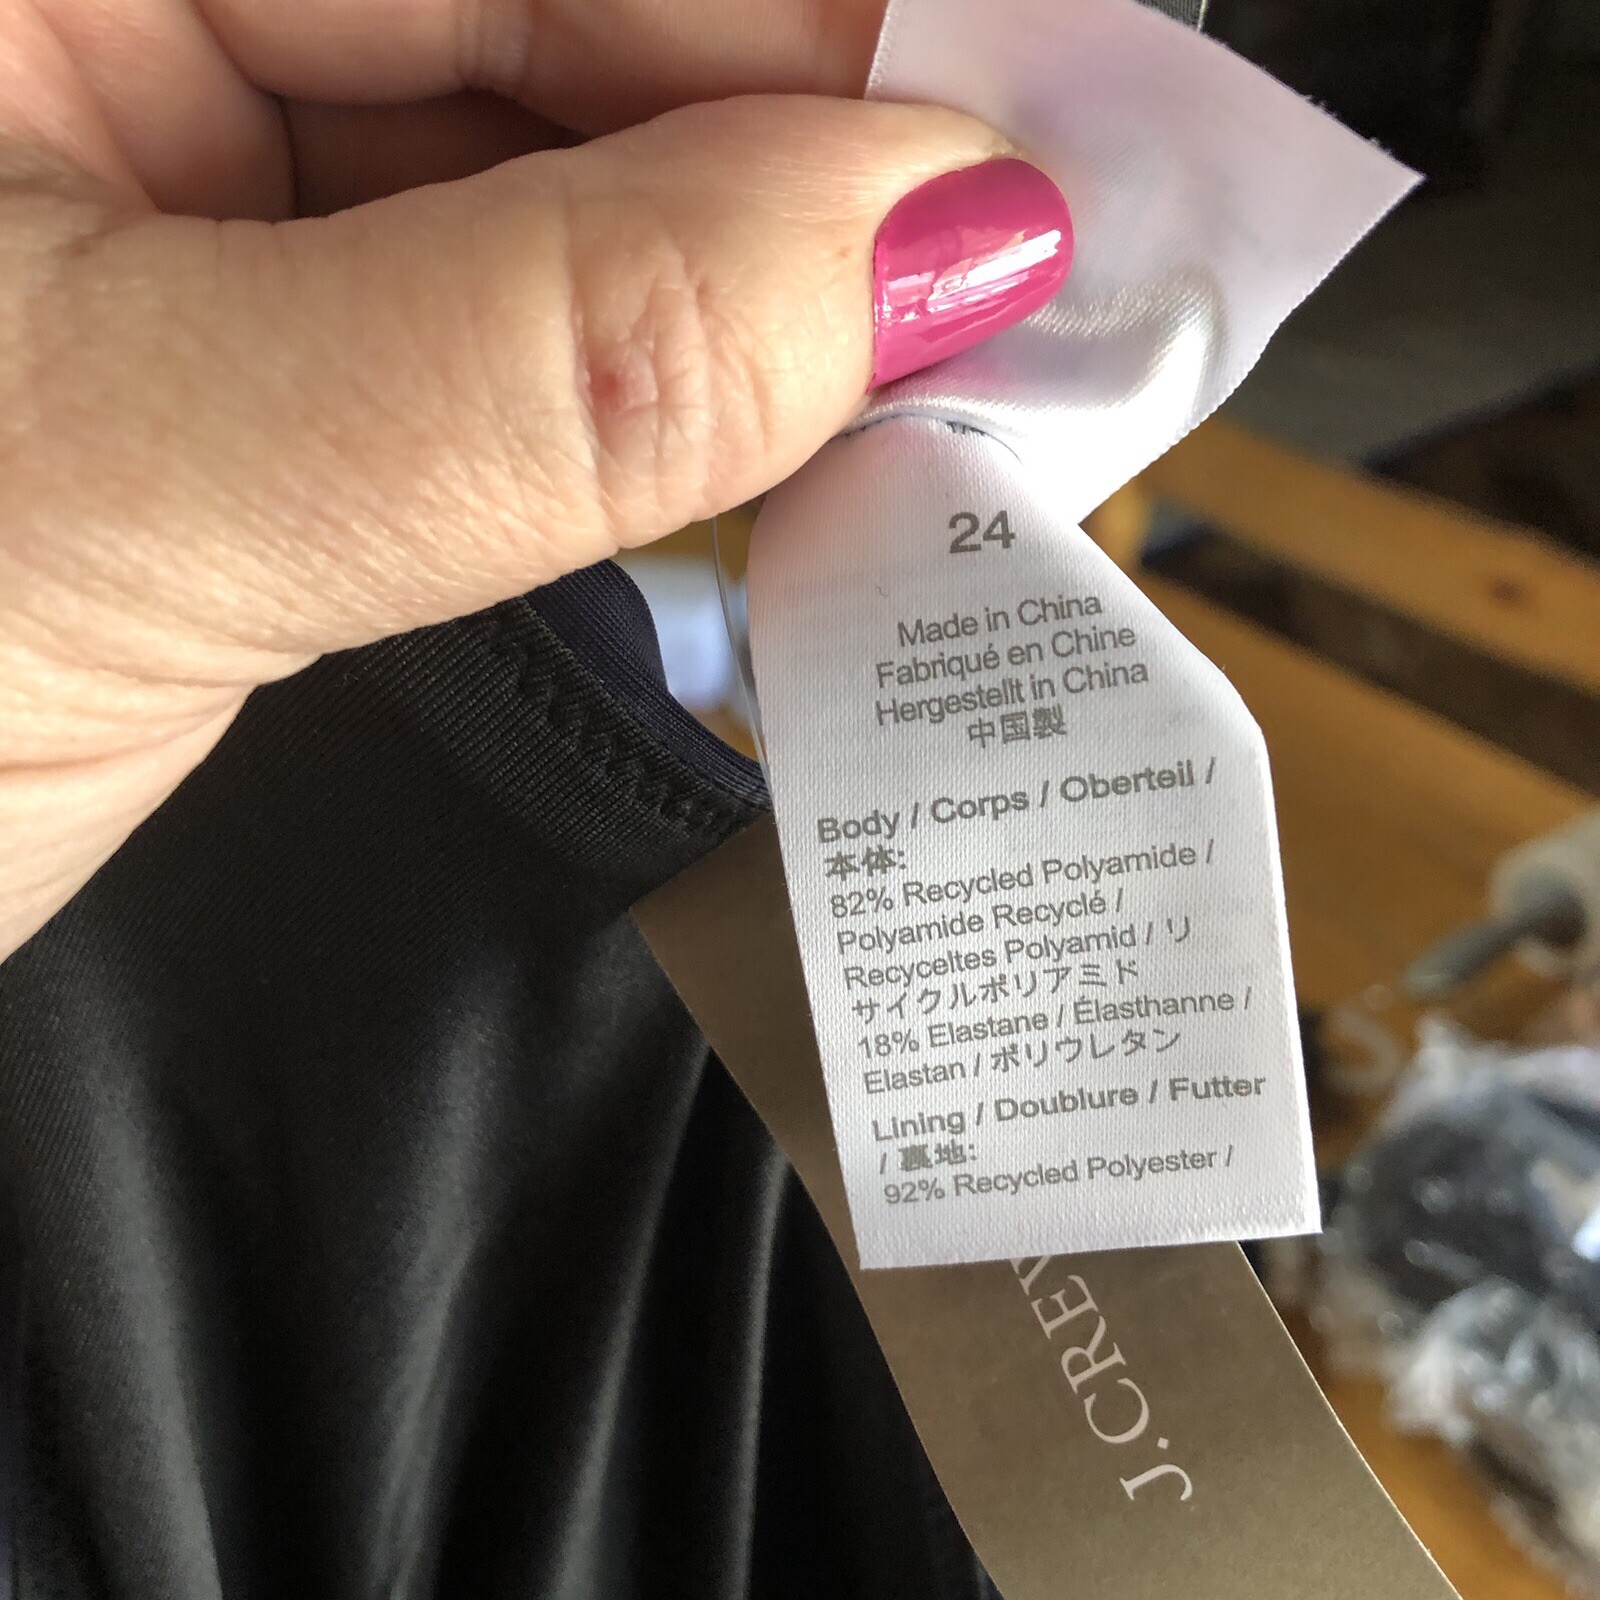 24
Made in China
Fabriqué en Chine
Hergestellt in China
中国製
Body / Corps / Oberteil /
本体:
82% Recycled Polyamide /
Polyamide Recyclé /
Recyceltes Polyamid / リ
サイクルポリアミド
18% Elastane / Élasthanne /
Elastan / ポリウレタン
Lining / Doublure / Futter
/ 裏地:
92% Recycled Polyester /
J.CREW